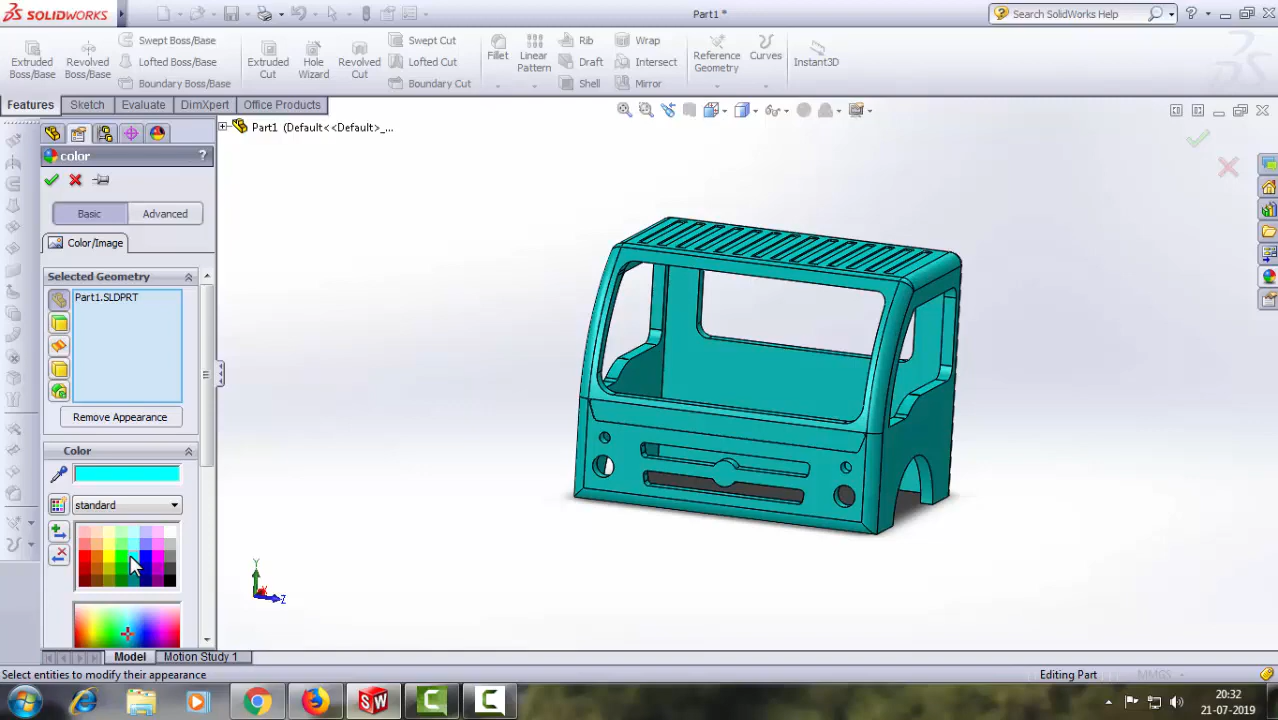 SOLIDWORKS
Part1 *
Search SolidWorks Help
Extruded Boss/Base
Revolved Boss/Base
Swept Boss/Base
Lofted Boss/Base
Boundary Boss/Base
Extruded Cut
Hole Wizard
Revolved Cut
Swept Cut
Lofted Cut
Boundary Cut
Fillet
Linear Pattern
Rib
Draft
Shell
Wrap
Intersect
Mirror
Reference Geometry
Curves
Instant3D
Features
Sketch
Evaluate
DimXpert
Office Products
Part1 (Default<<Default>_...
color
?
Basic
Advanced
Color/Image
Selected Geometry
Part1.SLDPRT
Remove Appearance
Color
standard
Y
Z
Model
Motion Study 1
Select entities to modify their appearance
Editing Part
MMGS
20:32
21-07-2019